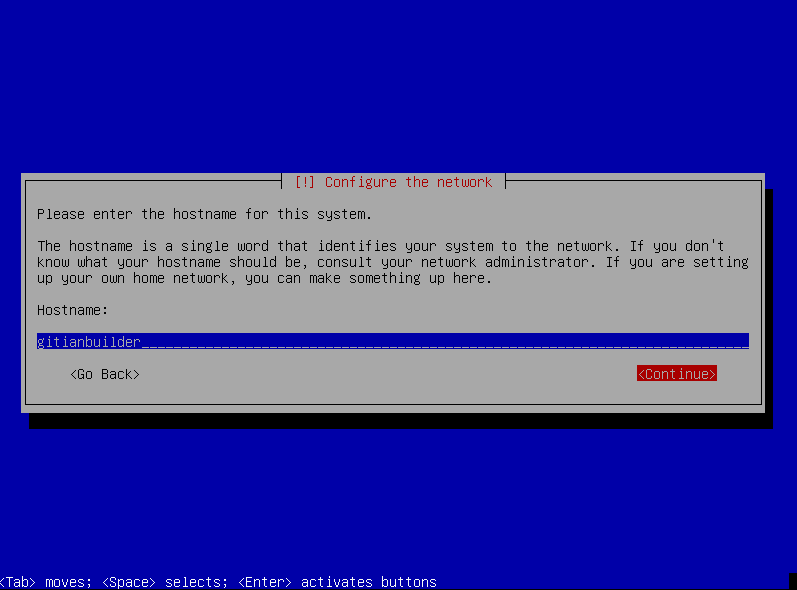 [!] Configure the network
Please enter the hostname for this system.
The hostname is a single word that identifies your system to the network. If you don't
know what your hostname should be, consult your network administrator. If you are setting
up your own home network, you can make something up here.
Hostname:
gitianbuilder
<Go Back> <Continue>
<Tab> moves; <Space> selects; <Enter> activates buttons